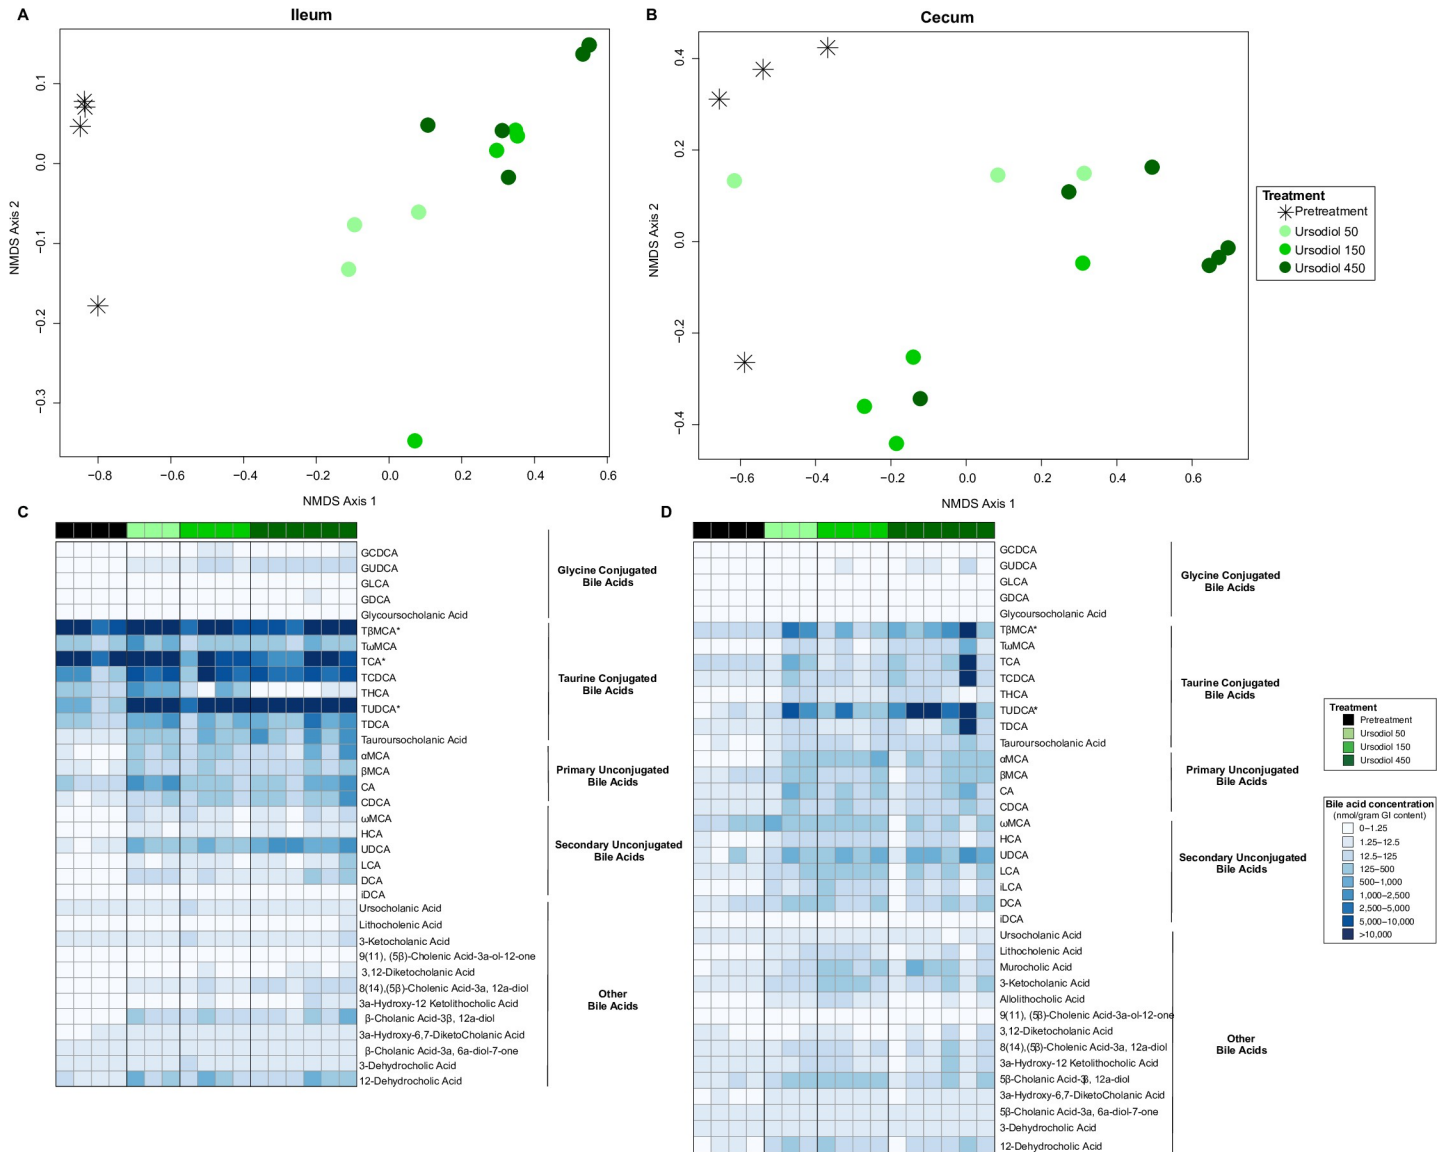 A
Ileum
NMDS Axis 2
0.1
0.0
−0.1
−0.2
−0.3
−0.8
−0.6
−0.4
−0.2
0.0
0.2
0.4
0.6
NMDS Axis 1
B
Cecum
NMDS Axis 2
0.4
0.2
0.0
−0.2
−0.4
−0.6
−0.4
−0.2
0.0
0.2
0.4
0.6
NMDS Axis 1
Treatment
Pretreatment
Ursodiol 50
Ursodiol 150
Ursodiol 450
C
GCDCA
GUDCA
GLCA
GDCA
Glycoursocholanic Acid
TβMCA*
TωMCA
TCA*
TCDCA
THCA
TUDCA*
TDCA
Tauroursocholanic Acid
αMCA
βMCA
CA
CDCA
ωMCA
HCA
UDCA
LCA
DCA
iDCA
Ursocholanic Acid
Lithocholenic Acid
3-Ketocholanic Acid
9(11), (5β)-Cholenic Acid-3a-ol-12-one
3,12-Diketocholanic Acid
8(14),(5β)-Cholenic Acid-3a, 12a-diol
3a-Hydroxy-12 Ketolithocholic Acid
β-Cholanic Acid-3β, 12a-diol
3a-Hydroxy-6,7-DiketoCholanic Acid
β-Cholanic Acid-3a, 6a-diol-7-one
3-Dehydrocholic Acid
12-Dehydrocholic Acid
Glycine Conjugated
Bile Acids
Taurine Conjugated
Bile Acids
Primary Unconjugated
Bile Acids
Secondary Unconjugated
Bile Acids
Other
Bile Acids
D
GCDCA
GUDCA
GLCA
GDCA
Glycoursocholanic Acid
TβMCA*
TωMCA
TCA
TCDCA
THCA
TUDCA*
TDCA
Tauroursocholanic Acid
αMCA
βMCA
CA
CDCA
ωMCA
HCA
UDCA
LCA
iLCA
DCA
iDCA
Ursocholanic Acid
Lithocholenic Acid
Murocholic Acid
3-Ketocholanic Acid
Allolithocholic Acid
9(11), (5β)-Cholenic Acid-3a-ol-12-one
3,12-Diketocholanic Acid
8(14),(5β)-Cholenic Acid-3a, 12a-diol
3a-Hydroxy-12 Ketolithocholic Acid
5β-Cholanic Acid-3β, 12a-diol
3a-Hydroxy-6,7-DiketoCholanic Acid
5β-Cholanic Acid-3a, 6a-diol-7-one
3-Dehydrocholic Acid
12-Dehydrocholic Acid
Glycine Conjugated
Bile Acids
Taurine Conjugated
Bile Acids
Primary Unconjugated
Bile Acids
Secondary Unconjugated
Bile Acids
Other
Bile Acids
Treatment
Pretreatment
Ursodiol 50
Ursodiol 150
Ursodiol 450
Bile acid concentration
(nmol/gram GI content)
0−1.25
1.25−12.5
12.5−125
125−500
500−1,000
1,000−2,500
2,500−5,000
5,000−10,000
>10,000